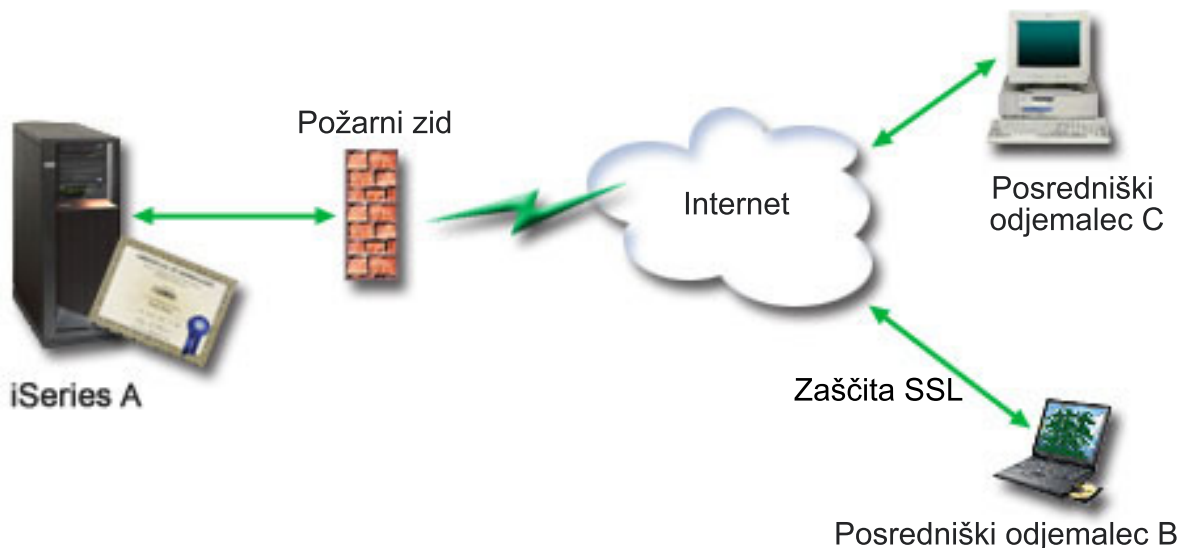 Požarni zid
Internet
Posredniški
odjemalec C
iSeries A
Zaščita SSL
Posredniški odjemalec B